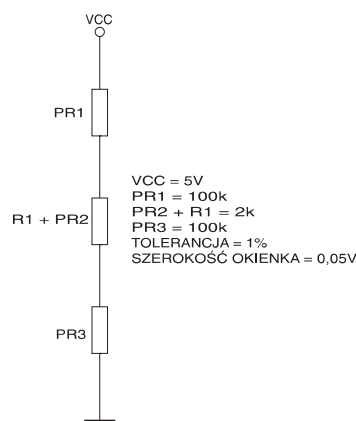 VCC
PR1
R1 + PR2
VCC = 5V
PR1 = 100k
PR2 + R1 = 2k
PR3 = 100k
TOLERANCJA = 1%
SZEROKOŚĆ OKIENKA = 0,05V
PR3